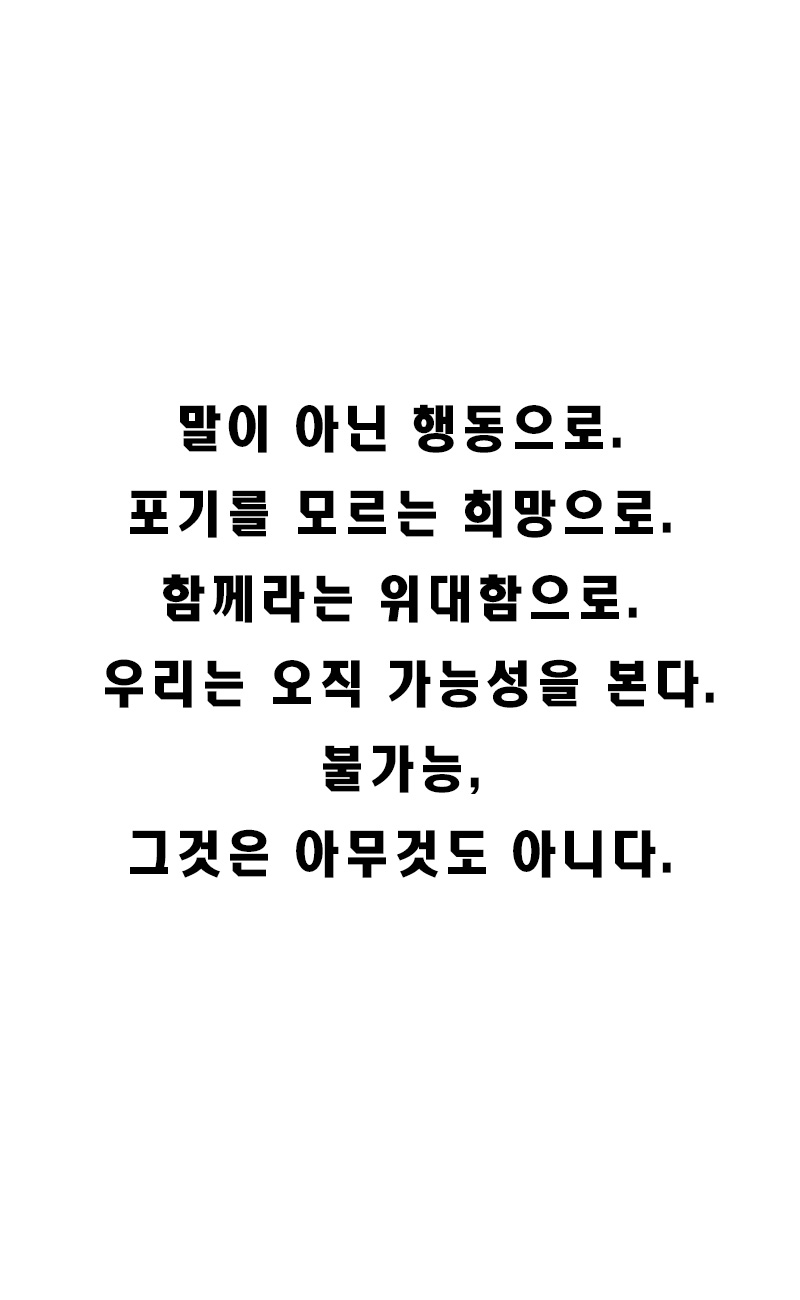 말이 아닌 행동으로.
포기를 모르는 희망으로.
함께라는 위대함으로.
우리는 오직 가능성을 본다.
불가능,
그것은 아무것도 아니다.